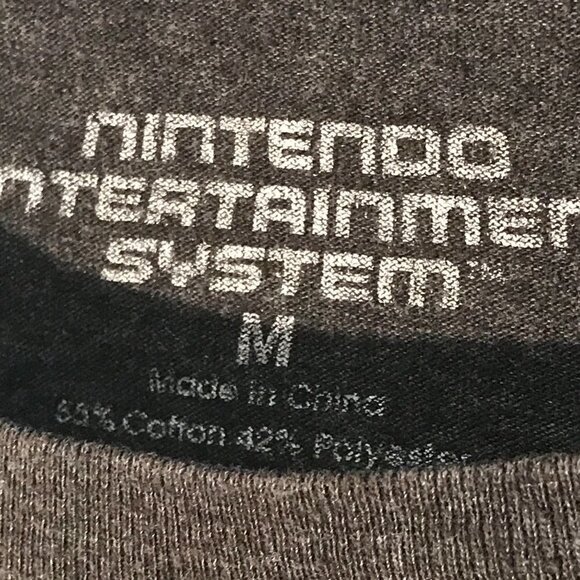 nintendo
ntertainmen
system™
M
Made in China
58% Cotton 42% Polyester